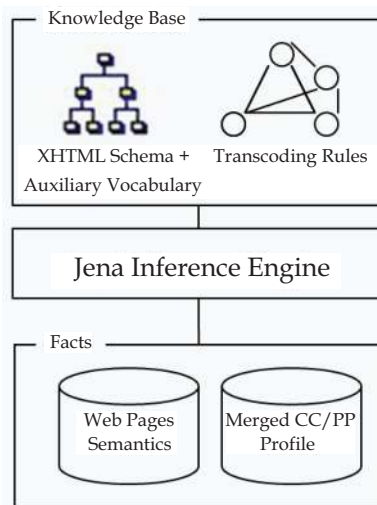 Knowledge Base
XHTML Schema +
Auxiliary Vocabulary
Transcoding Rules
Jena Inference Engine
Facts
Web Pages
Semantics
Merged CC/PP
Profile